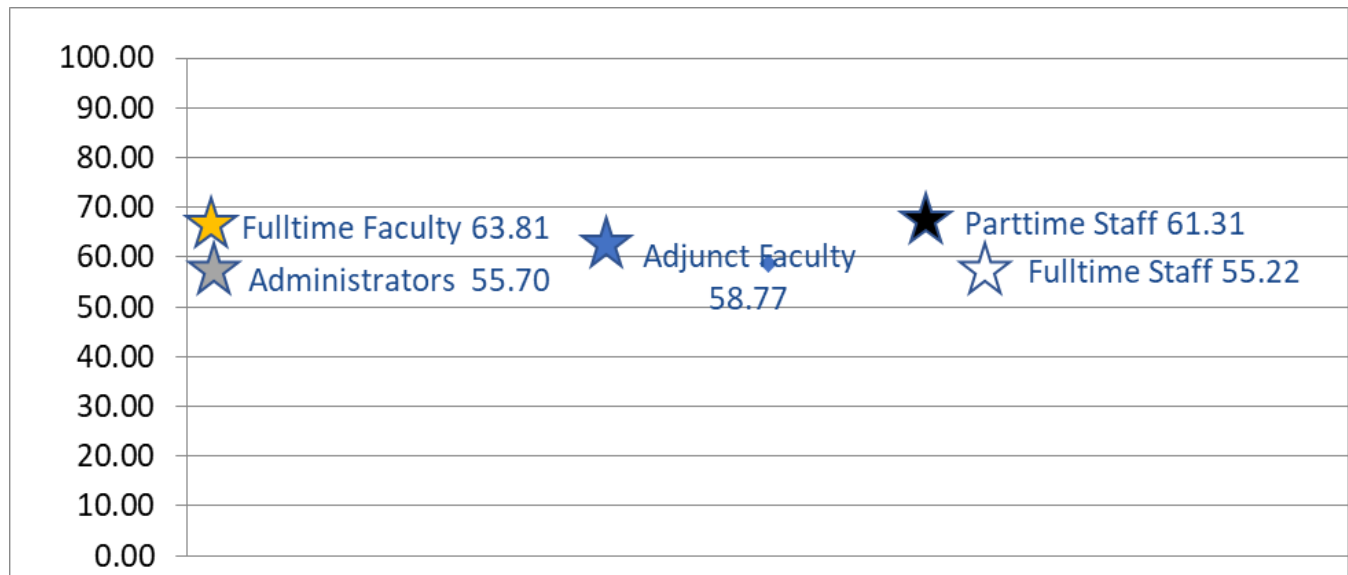 100.00
90.00
80.00
70.00
60.00
50.00
40.00
30.00
20.00
10.00
0.00
Fulltime Faculty 63.81
Administrators 55.70
Adjunct Faculty
58.77
Parttime Staff 61.31
Fulltime Staff 55.22